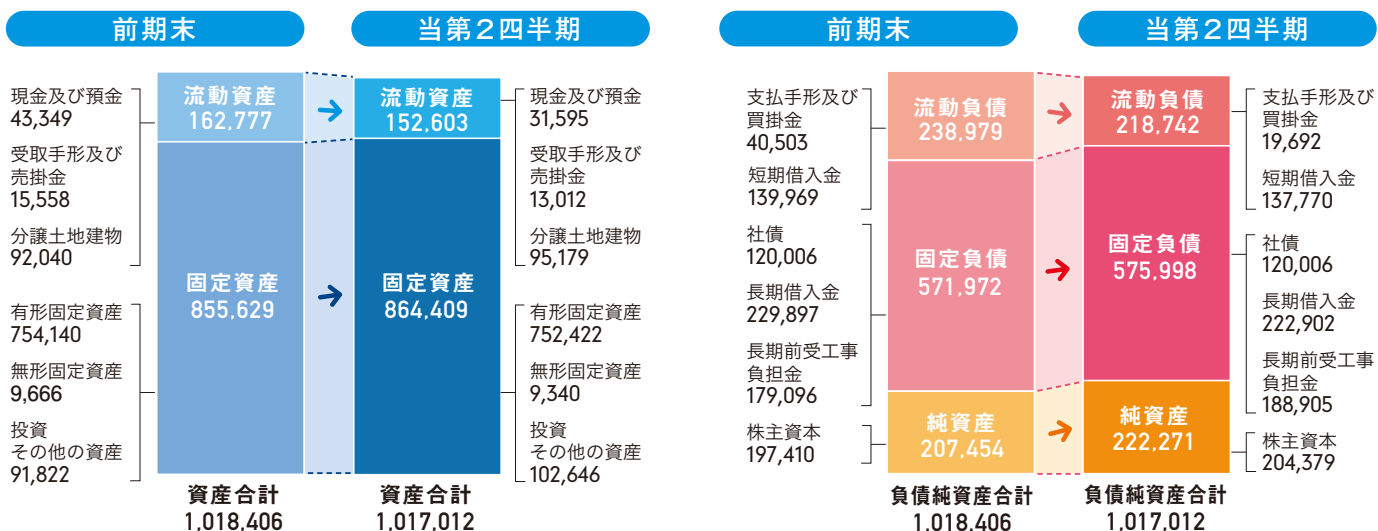 前期末
当第2四半期
現金及び預金
43,349
受取手形及び
売掛金
15,558
分譲土地建物
92,040
有形固定資産
754,140
無形固定資産
9,666
投資
その他の資産
91,822
流動資産
162,777
固定資産
855,629
資産合計
1,018,406
流動資産
152,603
固定資産
864,409
資産合計
1,017,012
現金及び預金
31,595
受取手形及び
売掛金
13,012
分譲土地建物
95,179
有形固定資産
752,422
無形固定資産
9,340
投資
その他の資産
102,646
前期末
当第2四半期
支払手形及び
買掛金
40,503
短期借入金
139,969
社債
120,006
長期借入金
229,897
長期前受工事
負担金
179,096
株主資本
197,410
流動負債
238,979
固定負債
571,972
純資産
207,454
負債純資産合計
1,018,406
流動負債
218,742
固定負債
575,998
純資産
222,271
負債純資産合計
1,017,012
支払手形及び
買掛金
19,692
短期借入金
137,770
社債
120,006
長期借入金
222,902
長期前受工事
負担金
188,905
株主資本
204,379